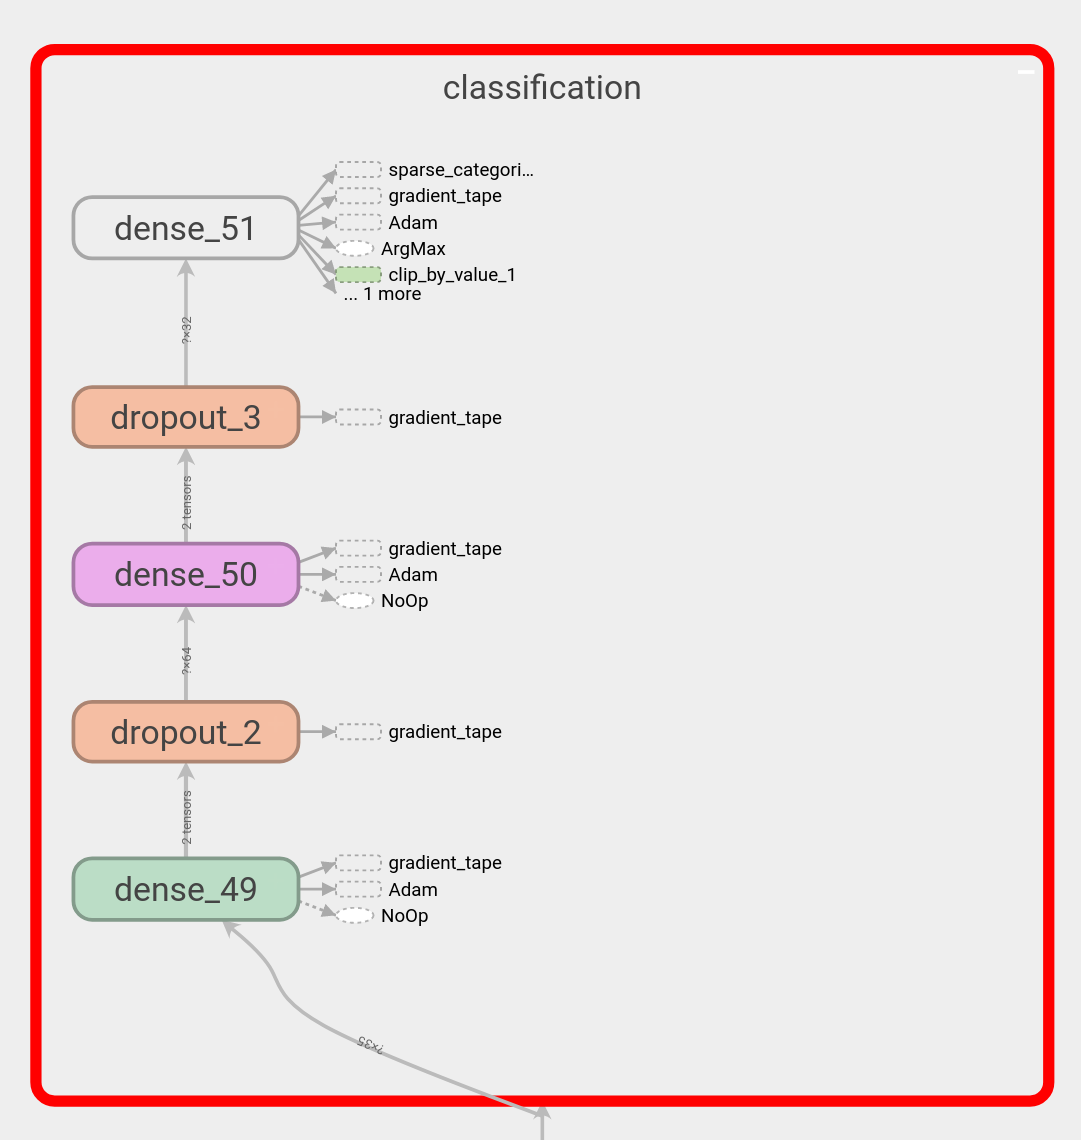 classification
sparse_categori...
gradient_tape
dense_51
Adam
ArgMax
clip_by_value_1
... 1 more
?×32
dropout_3
gradient_tape
2 tensors
gradient_tape
dense_50
Adam
NoOp
?×64
dropout_2
gradient_tape
2 tensors
gradient_tape
dense_49
Adam
NoOp
?×35